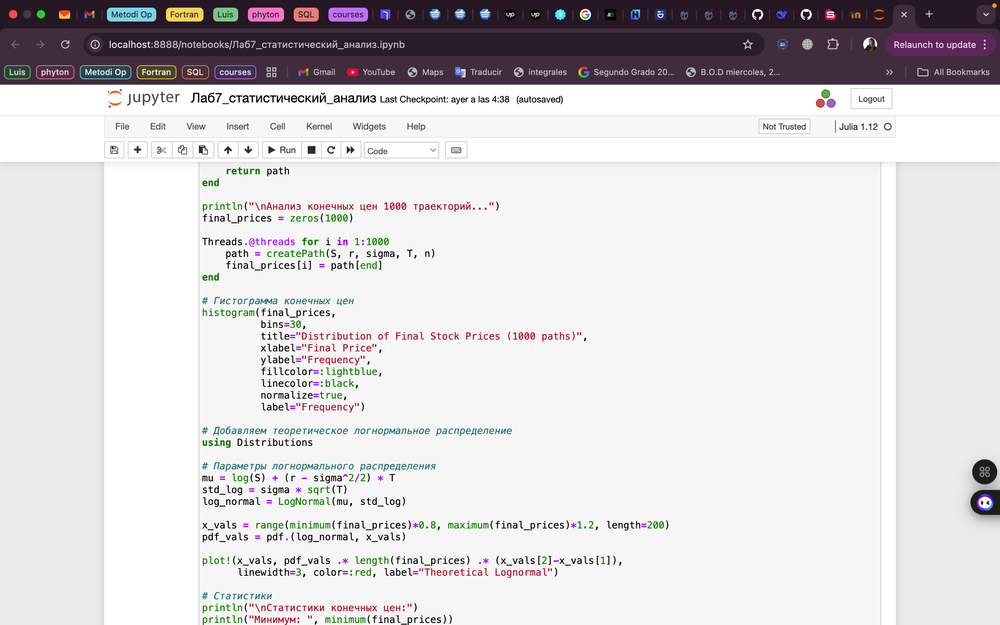 Metodi Op Fortran Luis phyton SQL courses
localhost:8888/notebooks/Лаб7_статистический_анализ.ipynb Relaunch to update
Luis phyton Metodi Op Fortran SQL courses Gmail YouTube Maps Traducir integrales Segundo Grado 20... B.O.D miercoles, 2... All Bookmarks
jupyter Лаб7_статистический_анализ Last Checkpoint: ayer a las 4:38 (autosaved) Logout
File Edit View Insert Cell Kernel Widgets Help Not Trusted Julia 1.12
Run Code
return path
end
println("\nАнализ конечных цен 1000 траекторий...")
final_prices = zeros(1000)
Threads.@threads for i in 1:1000
path = createPath(S, r, sigma, T, n)
final_prices[i] = path[end]
end
# Гистограмма конечных цен
histogram(final_prices,
bins=30,
title="Distribution of Final Stock Prices (1000 paths)",
xlabel="Final Price",
ylabel="Frequency",
fillcolor=:lightblue,
linecolor=:black,
normalize=true,
label="Frequency")
# Добавляем теоретическое логнормальное распределение
using Distributions
# Параметры логнормального распределения
mu = log(S) + (r - sigma^2/2) * T
std_log = sigma * sqrt(T)
log_normal = LogNormal(mu, std_log)
x_vals = range(minimum(final_prices)*0.8, maximum(final_prices)*1.2, length=200)
pdf_vals = pdf.(log_normal, x_vals)
plot!(x_vals, pdf_vals .* length(final_prices) .* (x_vals[2]-x_vals[1]),
linewidth=3, color=:red, label="Theoretical Lognormal")
# Статистики
println("\nСтатистики конечных цен:")
println("Минимум: ", minimum(final_prices))